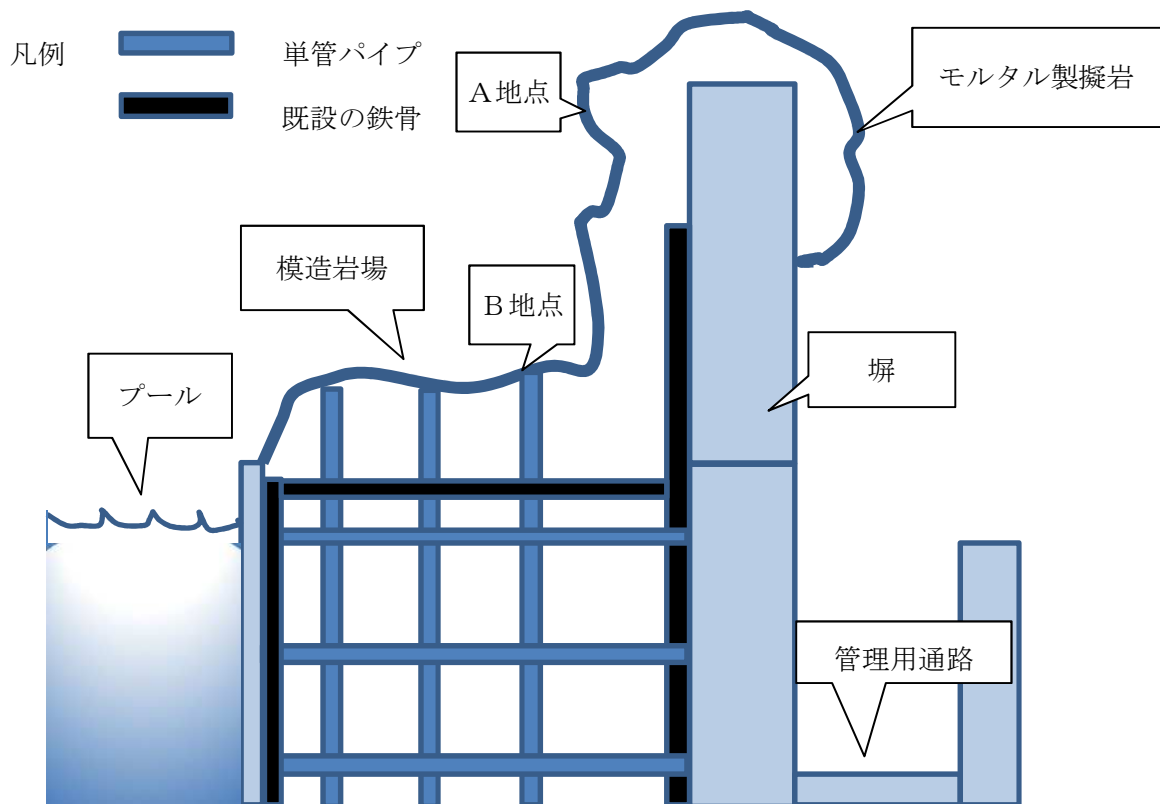 凡例
単管パイプ
既設の鉄骨
A地点
モルタル製擬岩
模造岩場
B地点
プール
塀
管理用通路